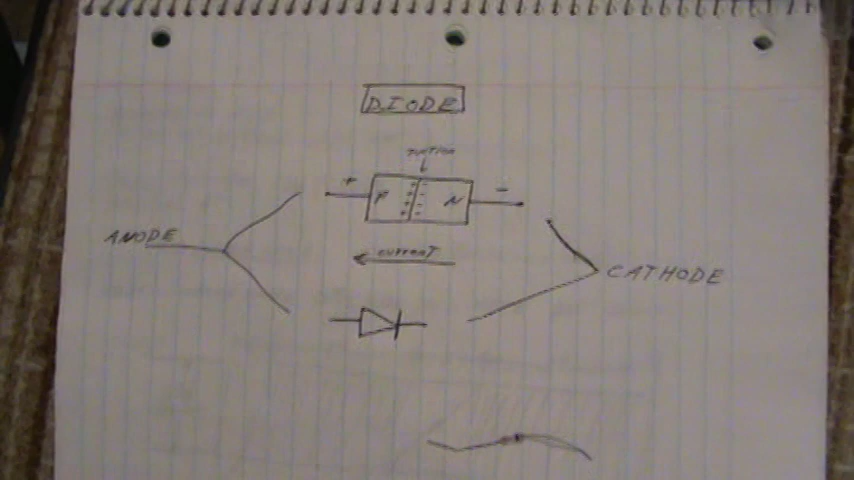 DIODE
JUNCTION
+ -
P N
ANODE
CURRENT
CATHODE